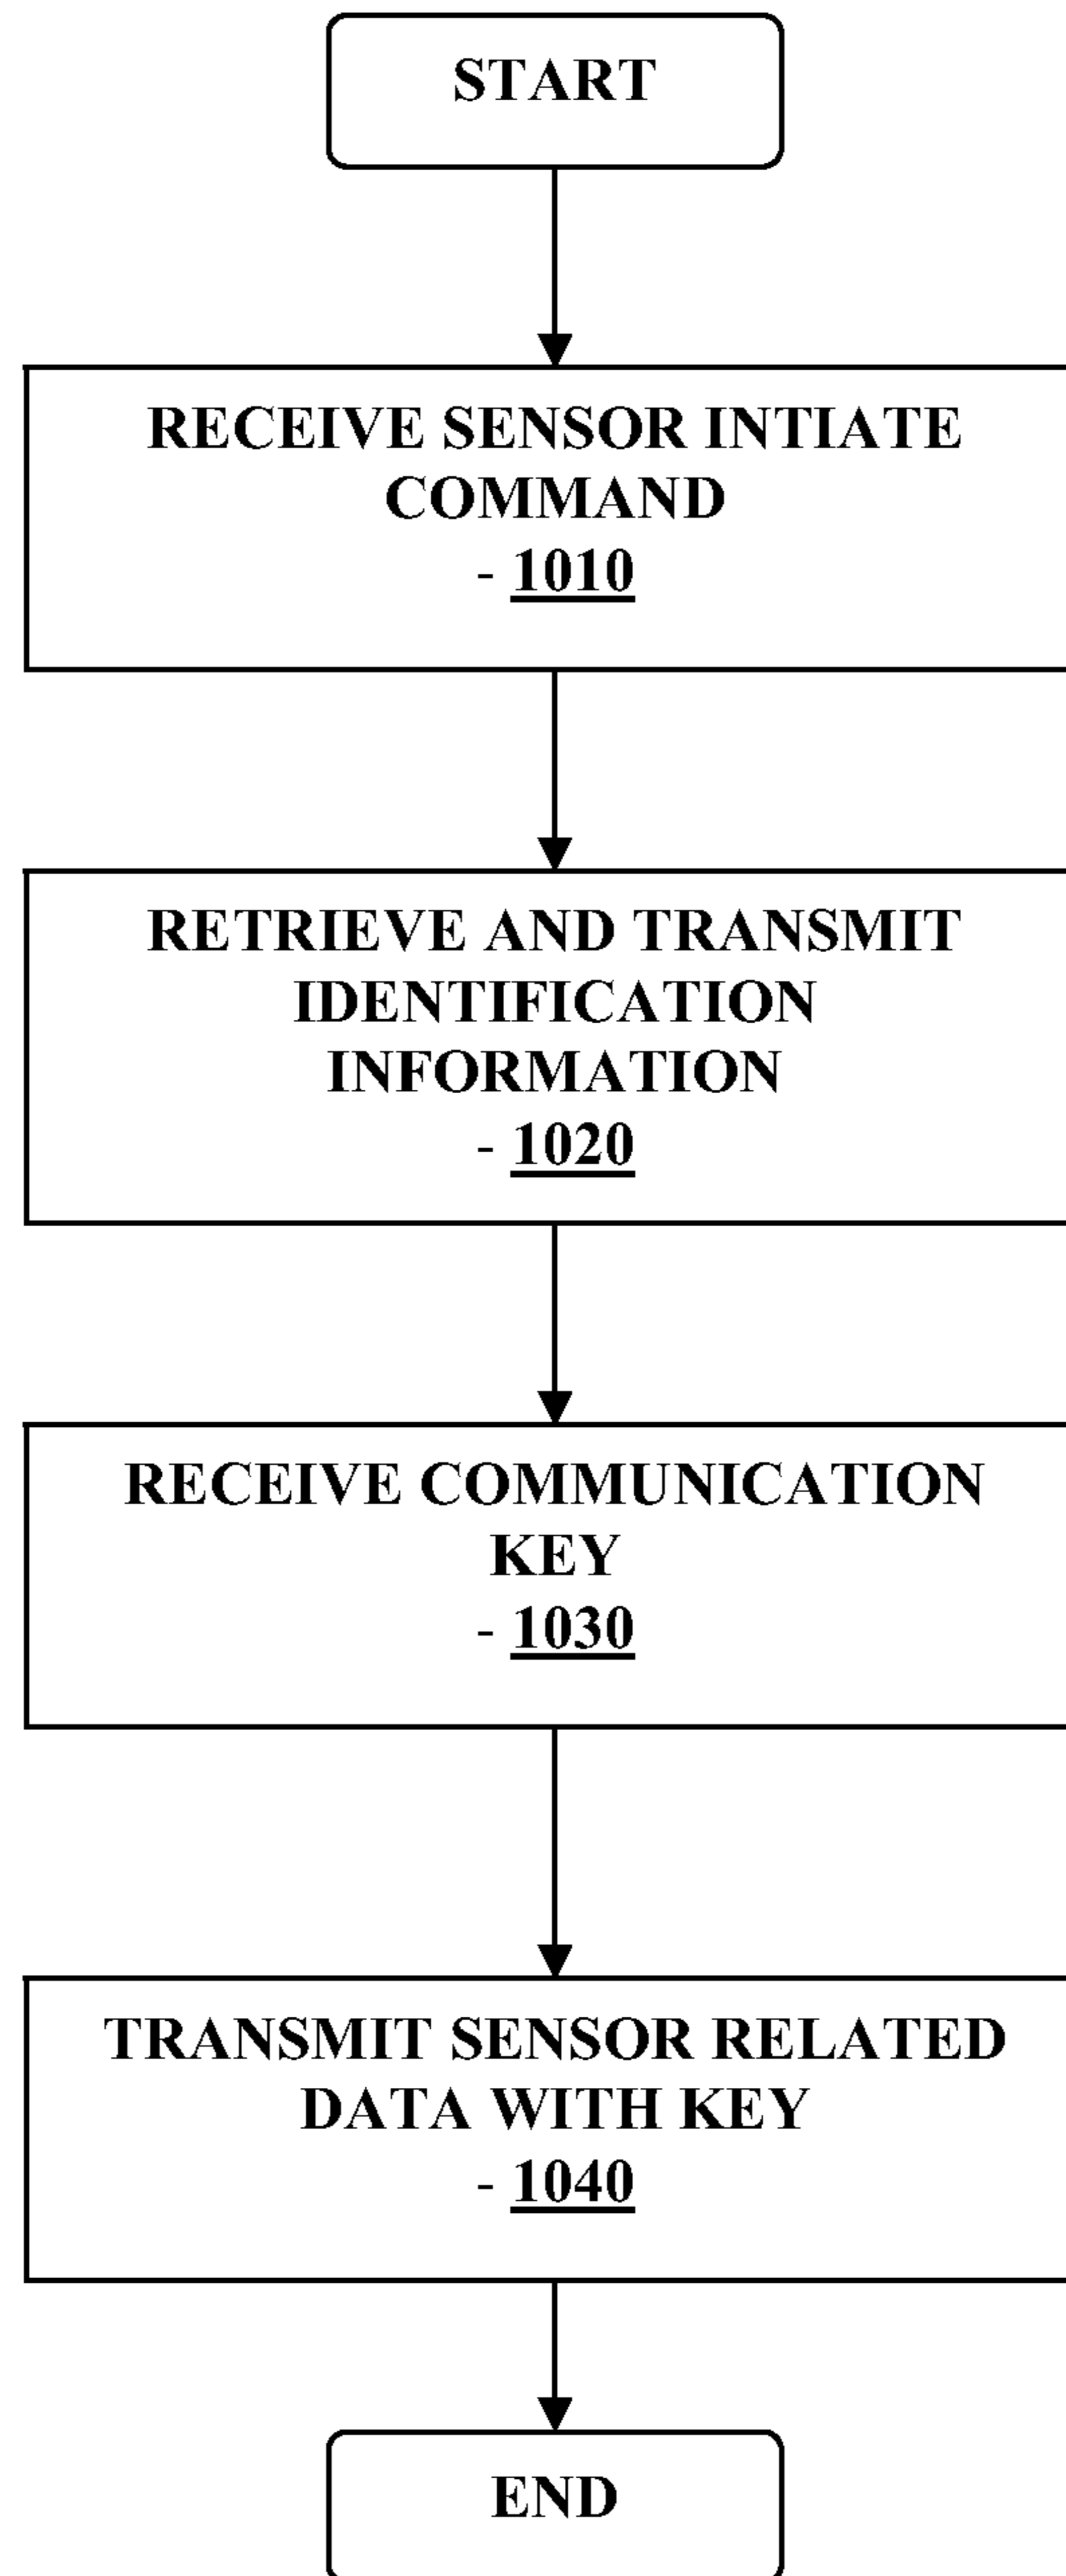 START
RECEIVE SENSOR INTIATE
COMMAND
- 1010
RETRIEVE AND TRANSMIT
IDENTIFICATION
INFORMATION
- 1020
RECEIVE COMMUNICATION
KEY
- 1030
TRANSMIT SENSOR RELATED
DATA WITH KEY
- 1040
END